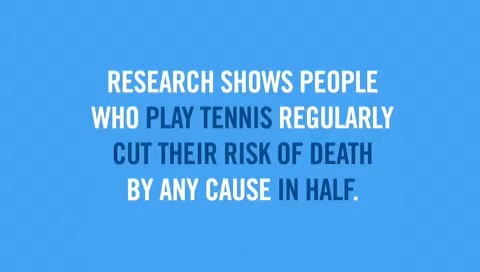 RESEARCH SHOWS PEOPLE
WHO PLAY TENNIS REGULARLY
CUT THEIR RISK OF DEATH
BY ANY CAUSE IN HALF.